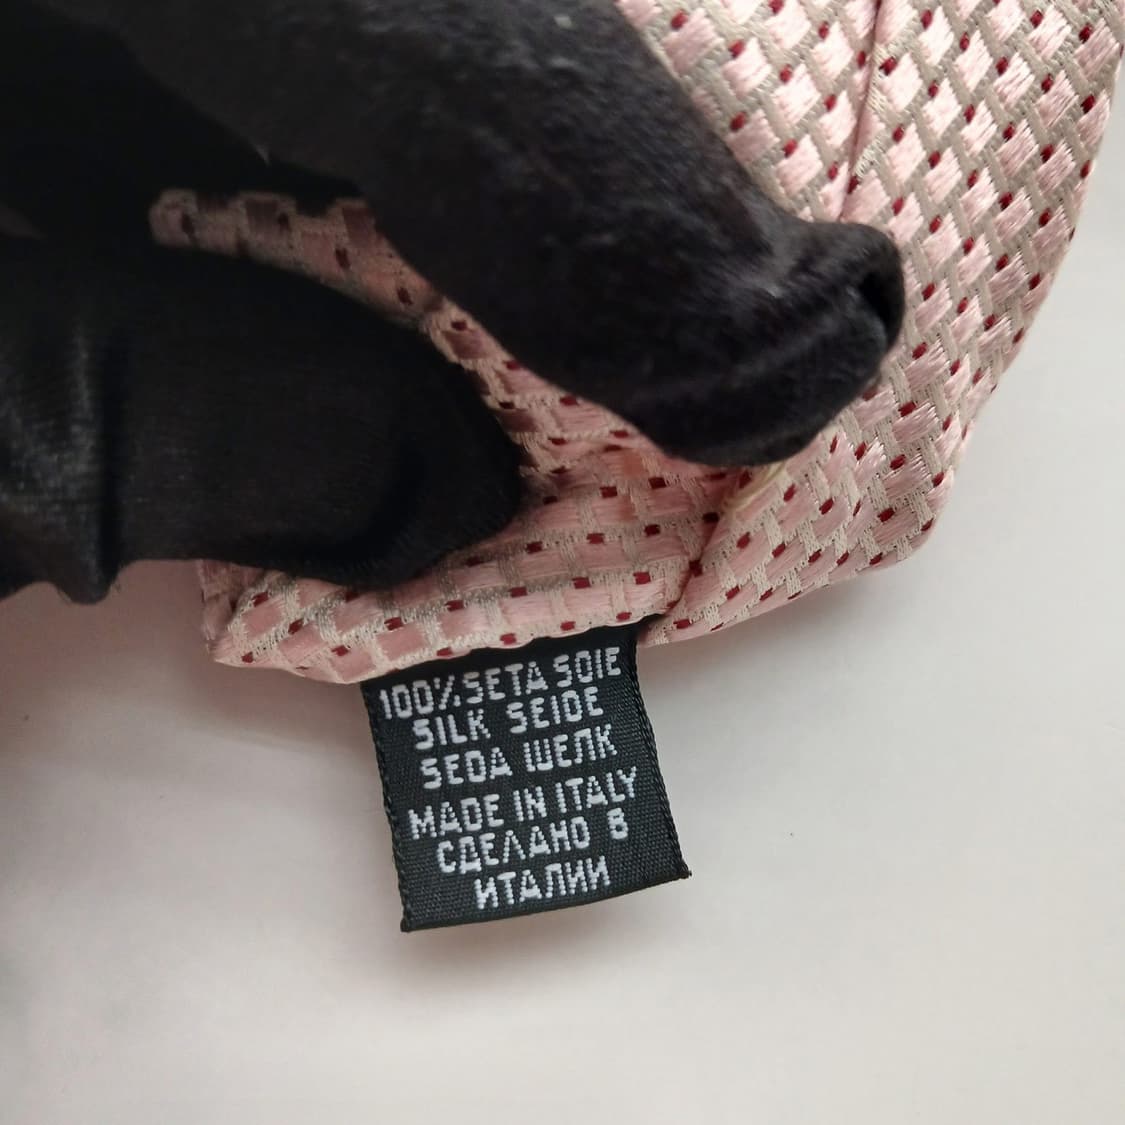 100% SETA SOIE
SILK SEIDE
SEDA ШЕЛК
MADE IN ITALY
СДЕЛАНО В
ИТАЛИИ